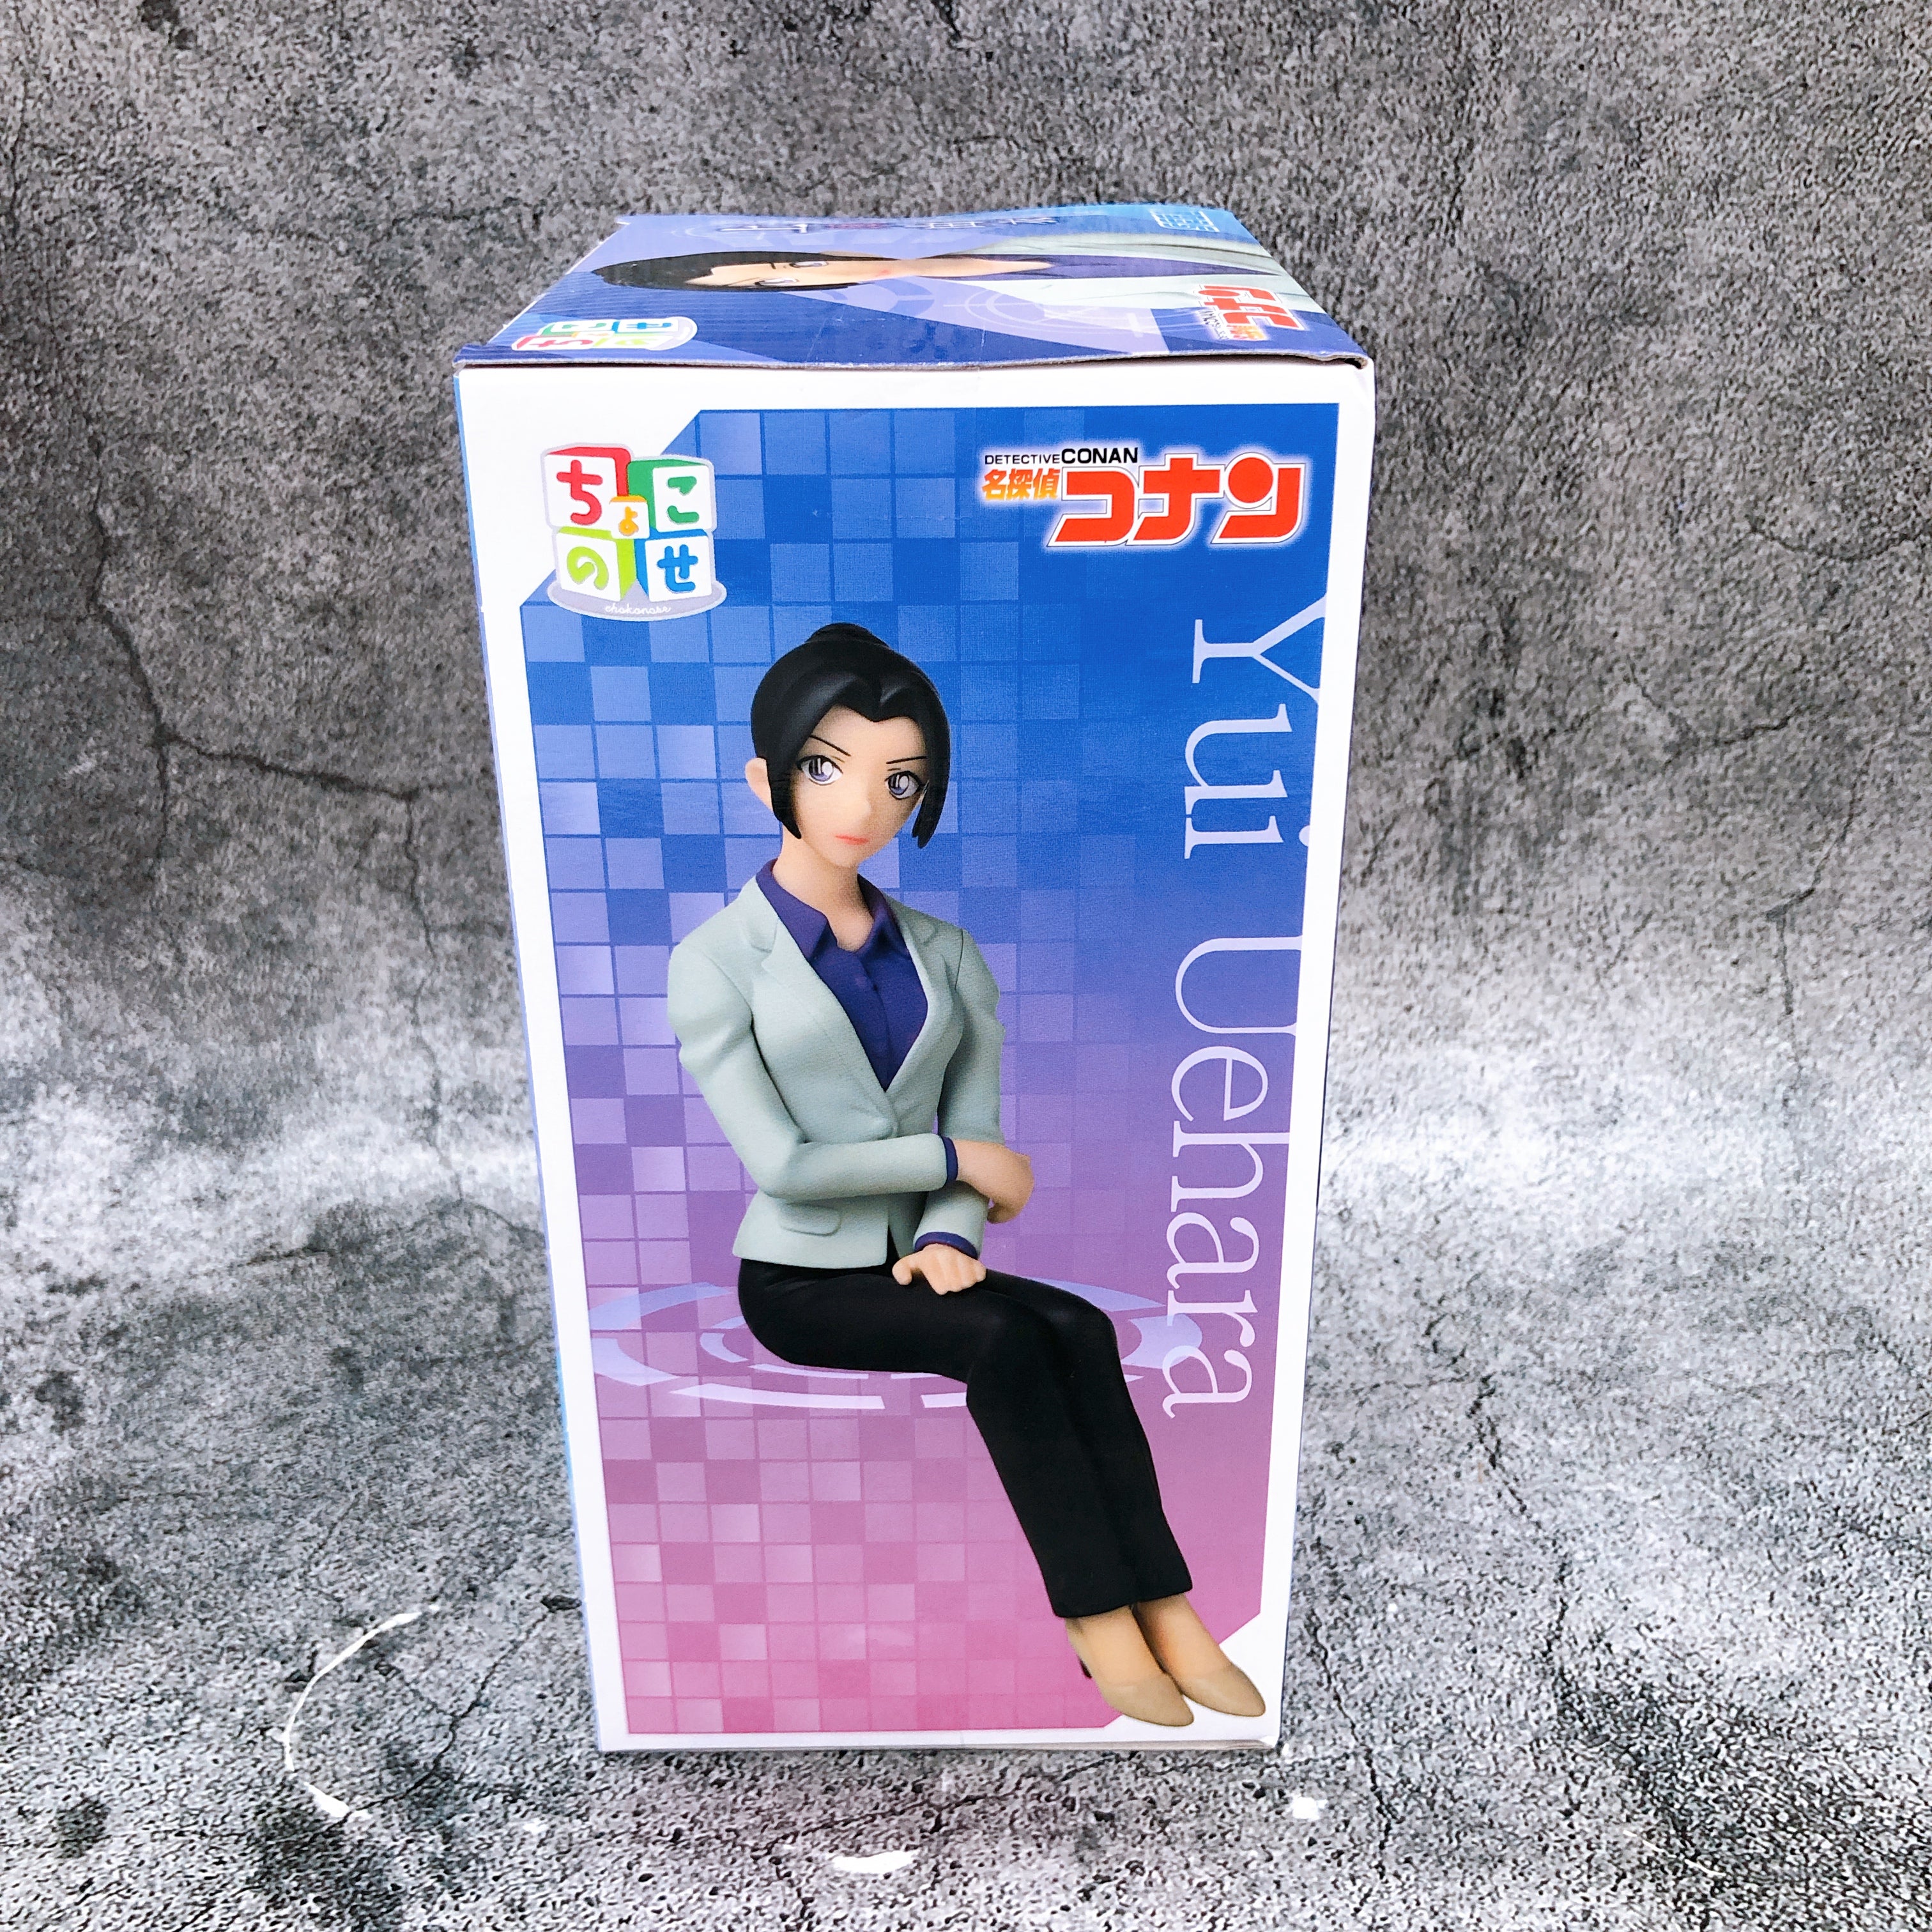 ちょこ
のせ
chokonose
DETECTIVE CONAN
名探偵
コナン
Yui Uehara